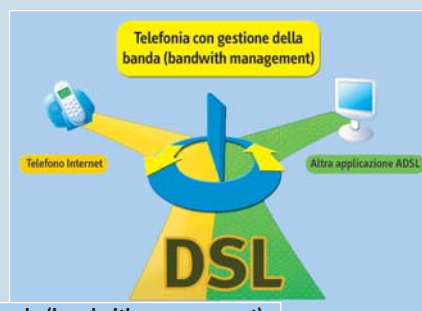 Telefonia con gestione della
banda (bandwith management)
Telefono Internet
Altra applicazione ADSL
DSL